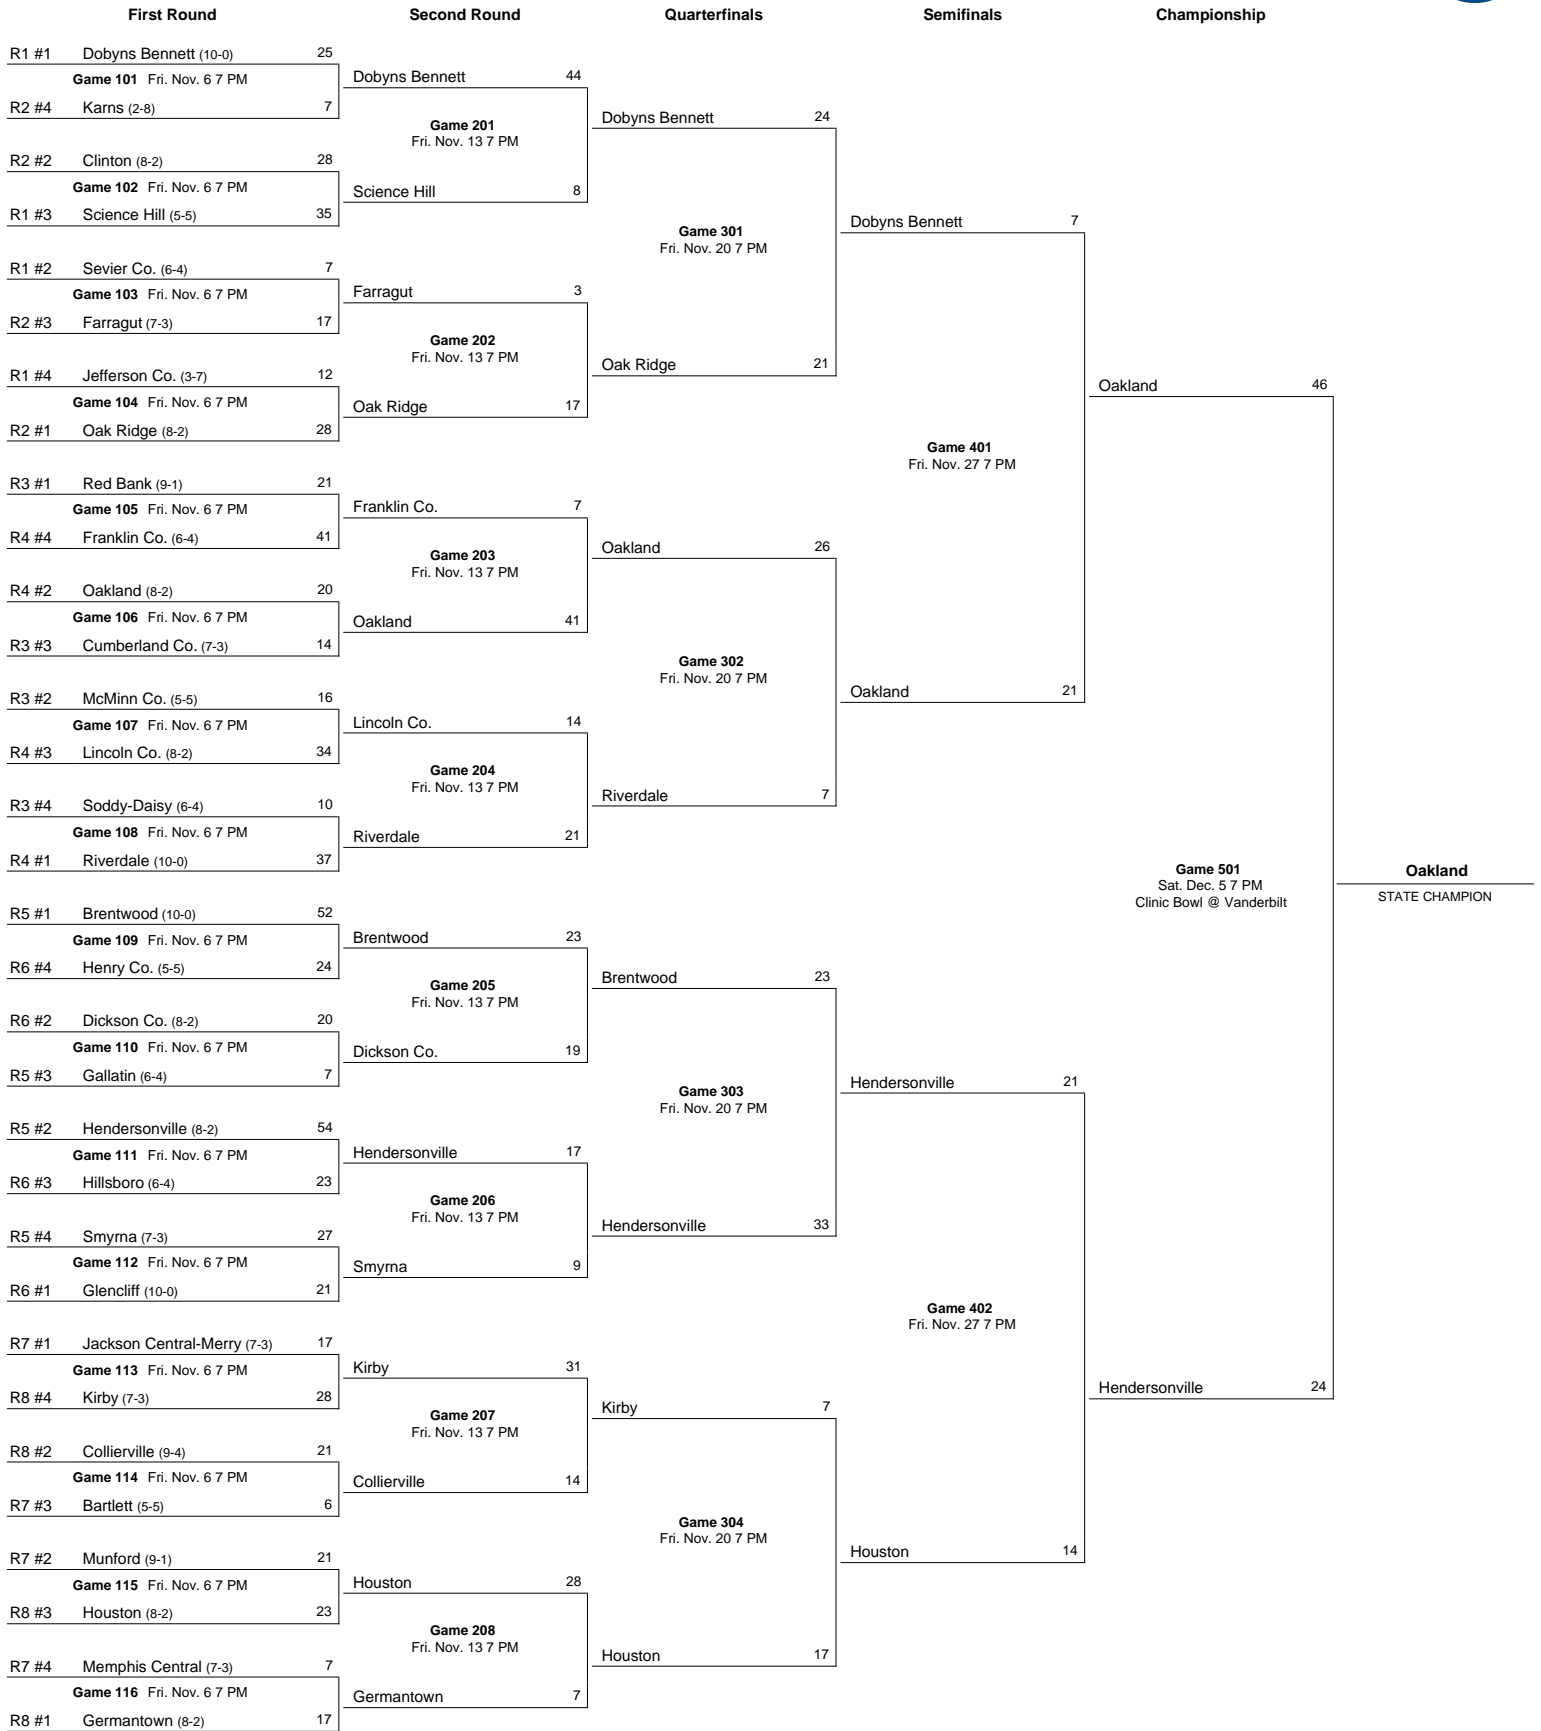 First Round Second Round Quarterfinals Semifinals Championship
R1 #1 Dobyns Bennett (10-0) 25
Game 101 Fri. Nov. 6 7 PM
R2 #4 Karns (2-8) 7
R2 #2 Clinton (8-2) 28
Game 102 Fri. Nov. 6 7 PM
R1 #3 Science Hill (5-5) 35
R1 #2 Sevier Co. (6-4) 7
Game 103 Fri. Nov. 6 7 PM
R2 #3 Farragut (7-3) 17
R1 #4 Jefferson Co. (3-7) 12
Game 104 Fri. Nov. 6 7 PM
R2 #1 Oak Ridge (8-2) 28
R3 #1 Red Bank (9-1) 21
Game 105 Fri. Nov. 6 7 PM
R4 #4 Franklin Co. (6-4) 41
R4 #2 Oakland (8-2) 20
Game 106 Fri. Nov. 6 7 PM
R3 #3 Cumberland Co. (7-3) 14
R3 #2 McMinn Co. (5-5) 16
Game 107 Fri. Nov. 6 7 PM
R4 #3 Lincoln Co. (8-2) 34
R3 #4 Soddy-Daisy (6-4) 10
Game 108 Fri. Nov. 6 7 PM
R4 #1 Riverdale (10-0) 37
R5 #1 Brentwood (10-0) 52
Game 109 Fri. Nov. 6 7 PM
R6 #4 Henry Co. (5-5) 24
R6 #2 Dickson Co. (8-2) 20
Game 110 Fri. Nov. 6 7 PM
R5 #3 Gallatin (6-4) 7
R5 #2 Hendersonville (8-2) 54
Game 111 Fri. Nov. 6 7 PM
R6 #3 Hillsboro (6-4) 23
R5 #4 Smyrna (7-3) 27
Game 112 Fri. Nov. 6 7 PM
R6 #1 Glencliff (10-0) 21
R7 #1 Jackson Central-Merry (7-3) 17
Game 113 Fri. Nov. 6 7 PM
R8 #4 Kirby (7-3) 28
R8 #2 Collierville (9-4) 21
Game 114 Fri. Nov. 6 7 PM
R7 #3 Bartlett (5-5) 6
R7 #2 Munford (9-1) 21
Game 115 Fri. Nov. 6 7 PM
R8 #3 Houston (8-2) 23
R7 #4 Memphis Central (7-3) 7
Game 116 Fri. Nov. 6 7 PM
R8 #1 Germantown (8-2) 17
Dobyns Bennett 44
Game 201
Fri. Nov. 13 7 PM
Science Hill 8
Farragut 3
Game 202
Fri. Nov. 13 7 PM
Oak Ridge 17
Franklin Co. 7
Game 203
Fri. Nov. 13 7 PM
Oakland 41
Lincoln Co. 14
Game 204
Fri. Nov. 13 7 PM
Riverdale 21
Brentwood 23
Game 205
Fri. Nov. 13 7 PM
Dickson Co. 19
Hendersonville 17
Game 206
Fri. Nov. 13 7 PM
Smyrna 9
Kirby 31
Game 207
Fri. Nov. 13 7 PM
Collierville 14
Houston 28
Game 208
Fri. Nov. 13 7 PM
Germantown 7
Dobyns Bennett 24
Game 301
Fri. Nov. 20 7 PM
Oak Ridge 21
Oakland 26
Game 302
Fri. Nov. 20 7 PM
Riverdale 7
Brentwood 23
Game 303
Fri. Nov. 20 7 PM
Hendersonville 33
Kirby 7
Game 304
Fri. Nov. 20 7 PM
Houston 17
Dobyns Bennett 7
Game 401
Fri. Nov. 27 7 PM
Oakland 21
Hendersonville 21
Game 402
Fri. Nov. 27 7 PM
Houston 14
Oakland 46
Game 501
Sat. Dec. 5 7 PM
Clinic Bowl @ Vanderbilt
Hendersonville 24
Oakland
STATE CHAMPION